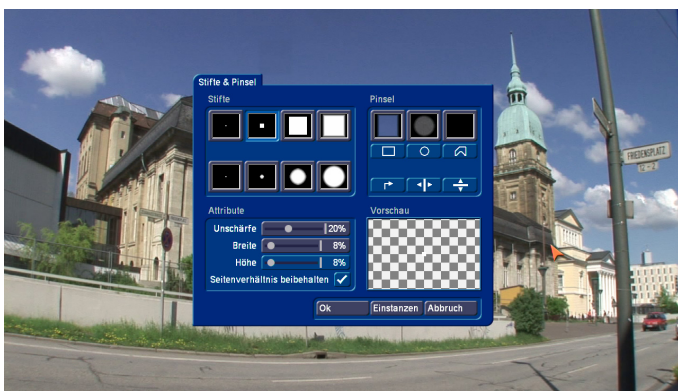 Stifte & Pinsel
Stifte
Pinsel
Attribute
Unschärfe 20%
Breite 8%
Höhe 8%
Seitenverhältnis beibehalten
Vorschau
Ok
Einstanzen
Abbruch
FRIEDENSPLATZ